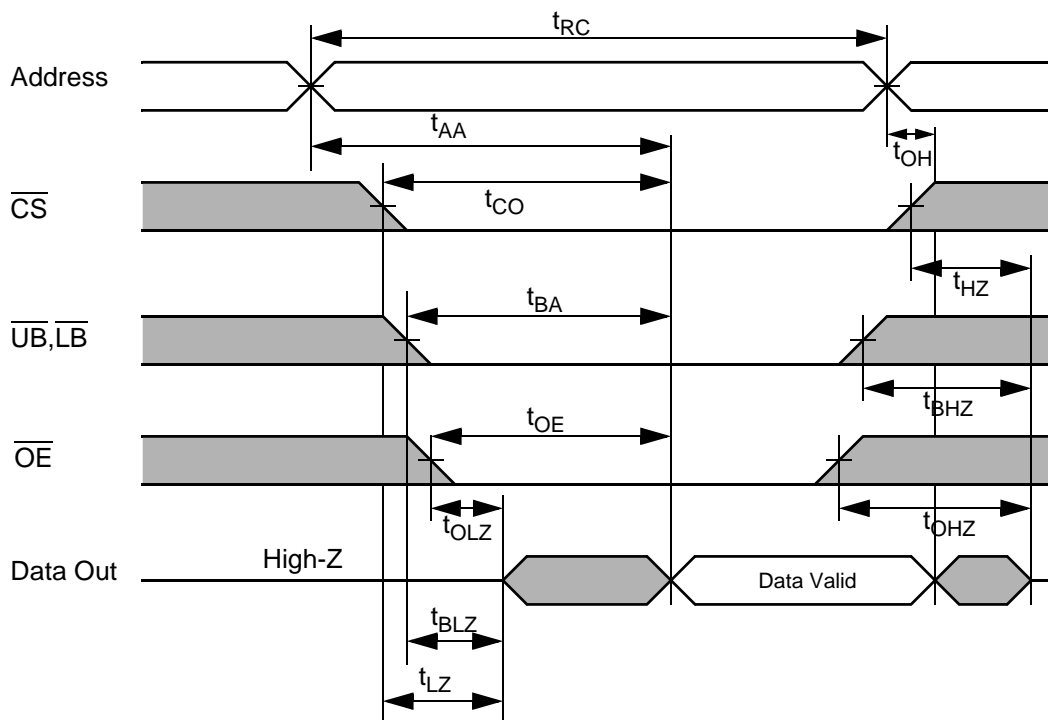 tRC
Address
tAA
tOH
CS
tCO
tHZ
tBA
UB,LB
tBHZ
tOE
OE
tOLZ
tOHZ
High-Z
Data Out
Data Valid
tBLZ
tLZ